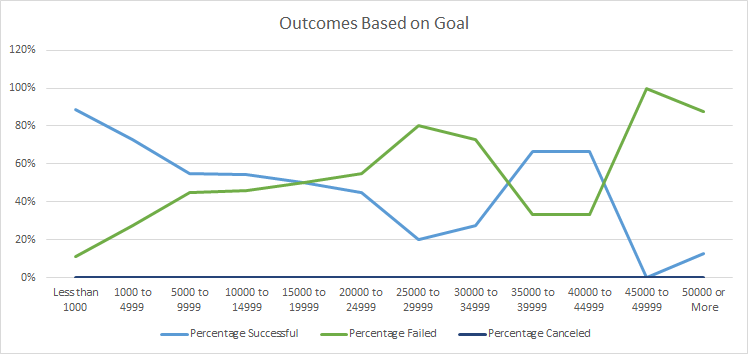 Outcomes Based on Goal
120%
100%
80%
60%
40%
20%
0%
Less than 1000 to 5000 to 10000 to 15000 to 20000 to 25000 to 30000 to 35000 to 40000 to 45000 to 50000 or
1000 4999 9999 14999 19999 24999 29999 34999 39999 44999 49999 More
Percentage Successful Percentage Failed Percentage Canceled